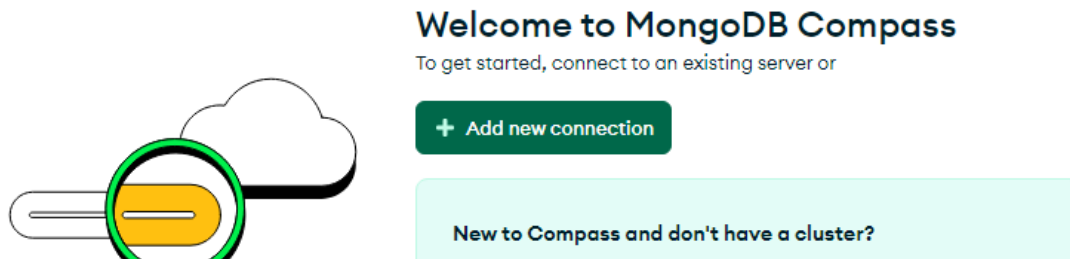 Welcome to MongoDB Compass
To get started, connect to an existing server or
+ Add new connection
New to Compass and don't have a cluster?